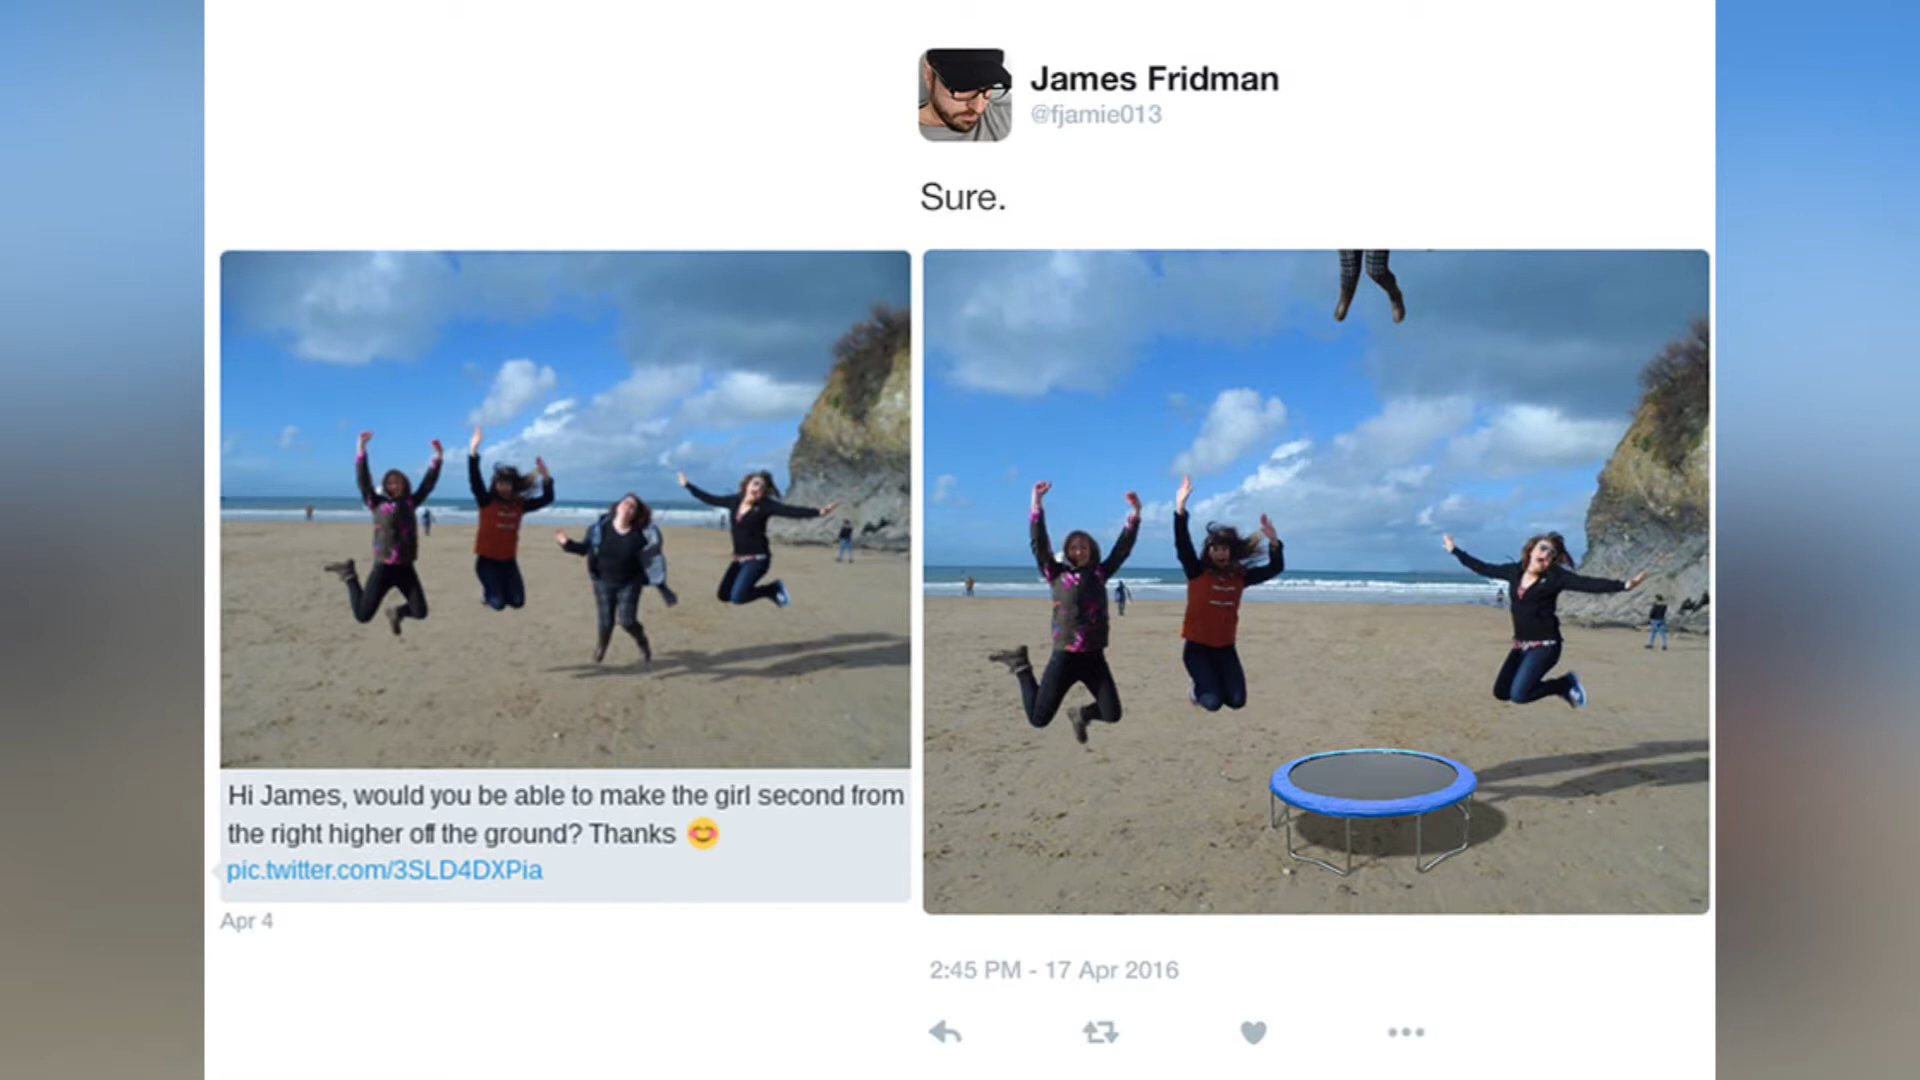 James Fridman
@fjamie013
Sure.
Hi James, would you be able to make the girl second from
the right higher off the ground? Thanks 😊
pic.twitter.com/3SLD4DXPia
Apr 4
2:45 PM - 17 Apr 2016